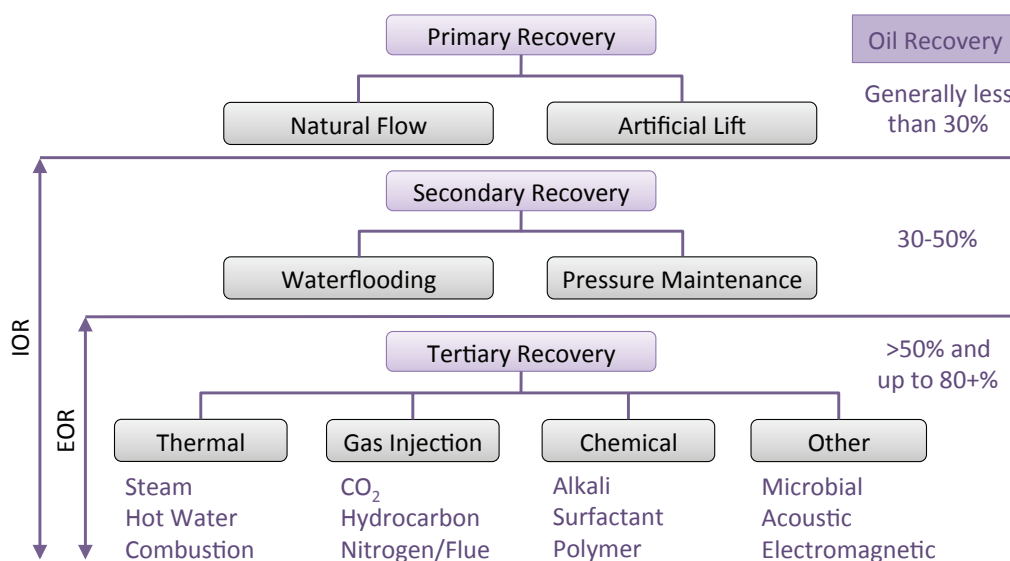 Primary Recovery
Oil Recovery
Natural Flow
Artificial Lift
Generally less
than 30%
Secondary Recovery
Waterflooding
Pressure Maintenance
30-50%
IOR
Tertiary Recovery
>50% and
up to 80+%
EOR
Thermal
Gas Injection
Chemical
Other
Steam
Hot Water
Combustion
CO₂
Hydrocarbon
Nitrogen/Flue
Alkali
Surfactant
Polymer
Microbial
Acoustic
Electromagnetic